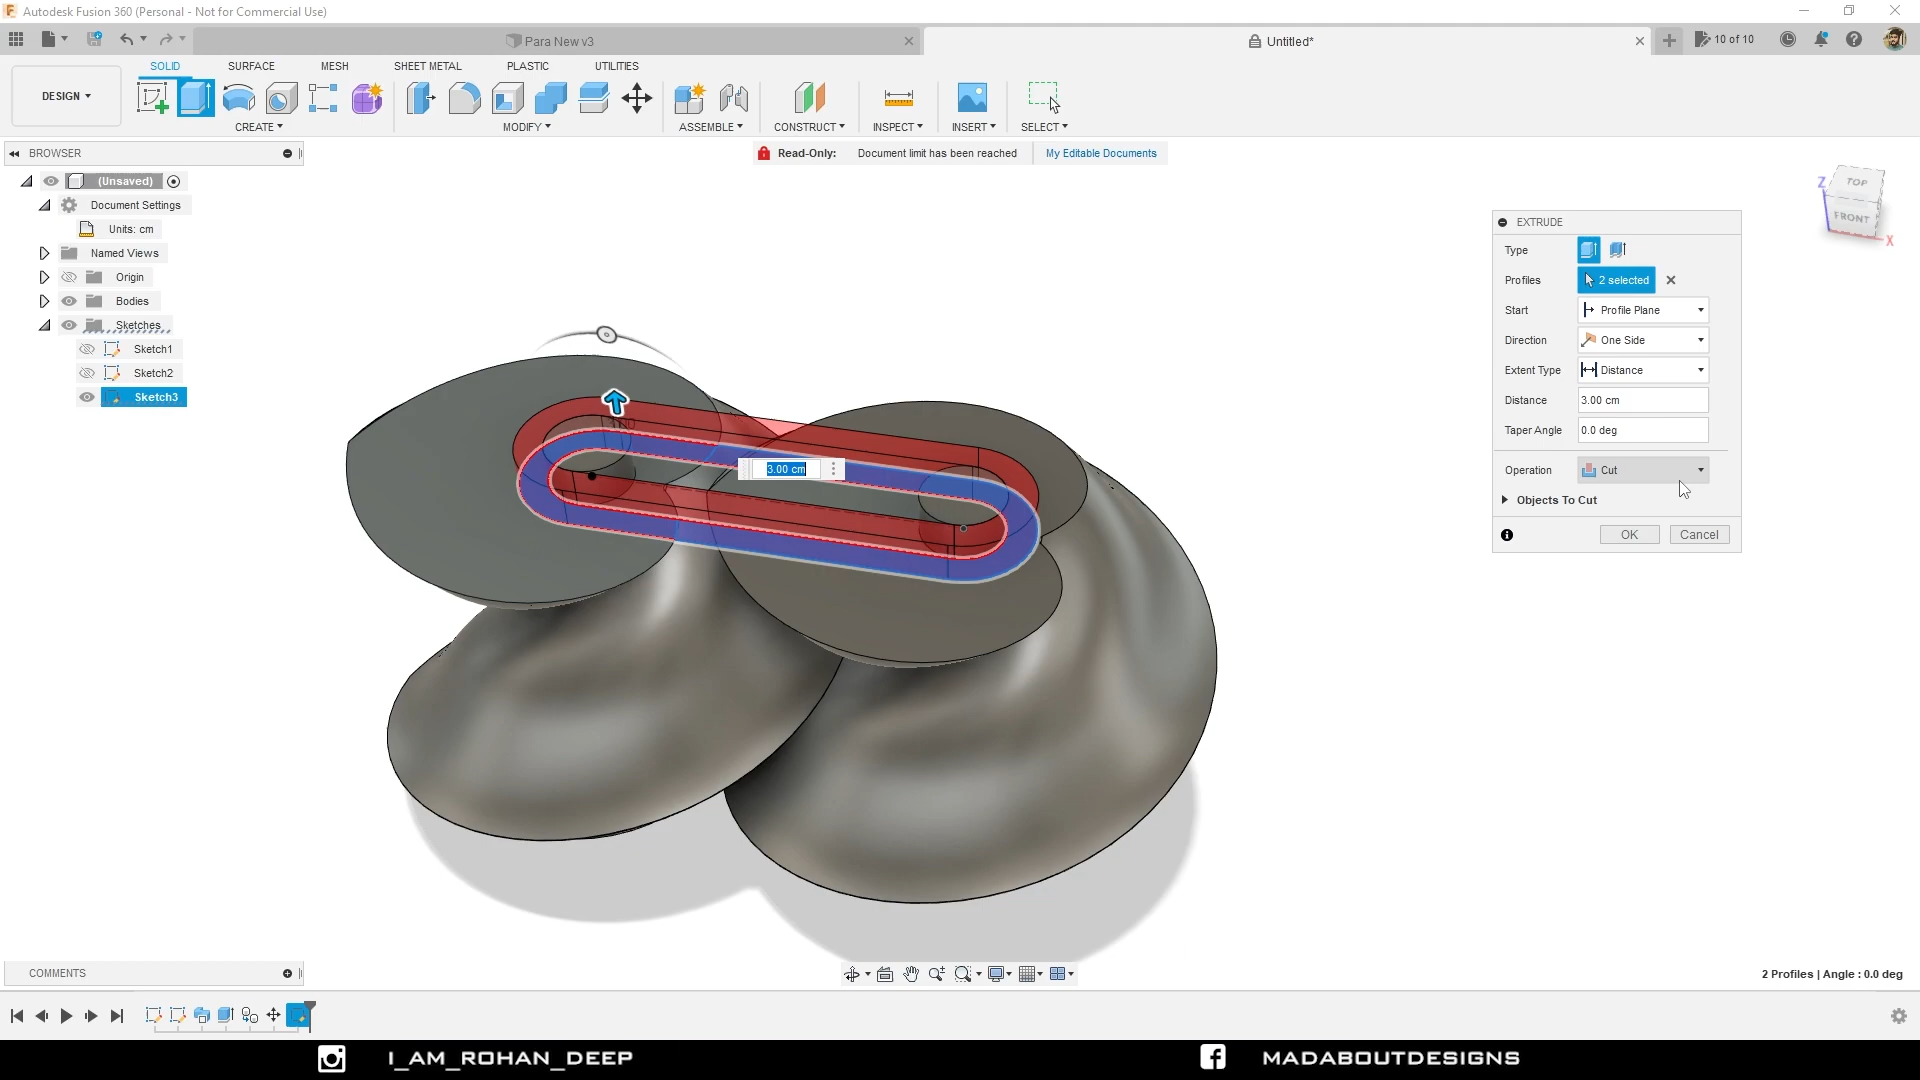 Autodesk Fusion 360 (Personal - Not for Commercial Use)
Para New v3
Untitled*
10 of 10
DESIGN
SOLID
SURFACE
MESH
SHEET METAL
PLASTIC
UTILITIES
CREATE
MODIFY
ASSEMBLE
CONSTRUCT
INSPECT
INSERT
SELECT
BROWSER
Read-Only: Document limit has been reached My Editable Documents
(Unsaved)
Document Settings
Units: cm
Named Views
Origin
Bodies
Sketches
Sketch1
Sketch2
Sketch3
TOP
FRONT
Z
X
3.00 cm
EXTRUDE
Type
Profiles 2 selected
Start Profile Plane
Direction One Side
Extent Type Distance
Distance 3.00 cm
Taper Angle 0.0 deg
Operation Cut
Objects To Cut
OK Cancel
COMMENTS
2 Profiles | Angle : 0.0 deg
I_AM_ROHAN_DEEP
MADABOUTDESIGNS